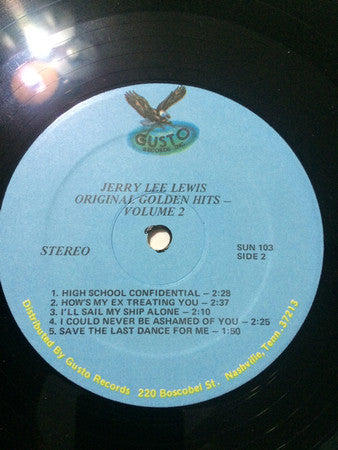 GUSTO
RECORDS, INC.
JERRY LEE LEWIS
ORIGINAL GOLDEN HITS –
VOLUME 2
STEREO
SUN 103
SIDE 2
1. HIGH SCHOOL CONFIDENTIAL – 2:28
2. HOW'S MY EX TREATING YOU – 2:37
3. I'LL SAIL MY SHIP ALONE – 2:10
4. I COULD NEVER BE ASHAMED OF YOU – 2:25
5. SAVE THE LAST DANCE FOR ME – 1:50
Distributed By Gusto Records 220 Boscobel St. Nashville, Tenn. 37213